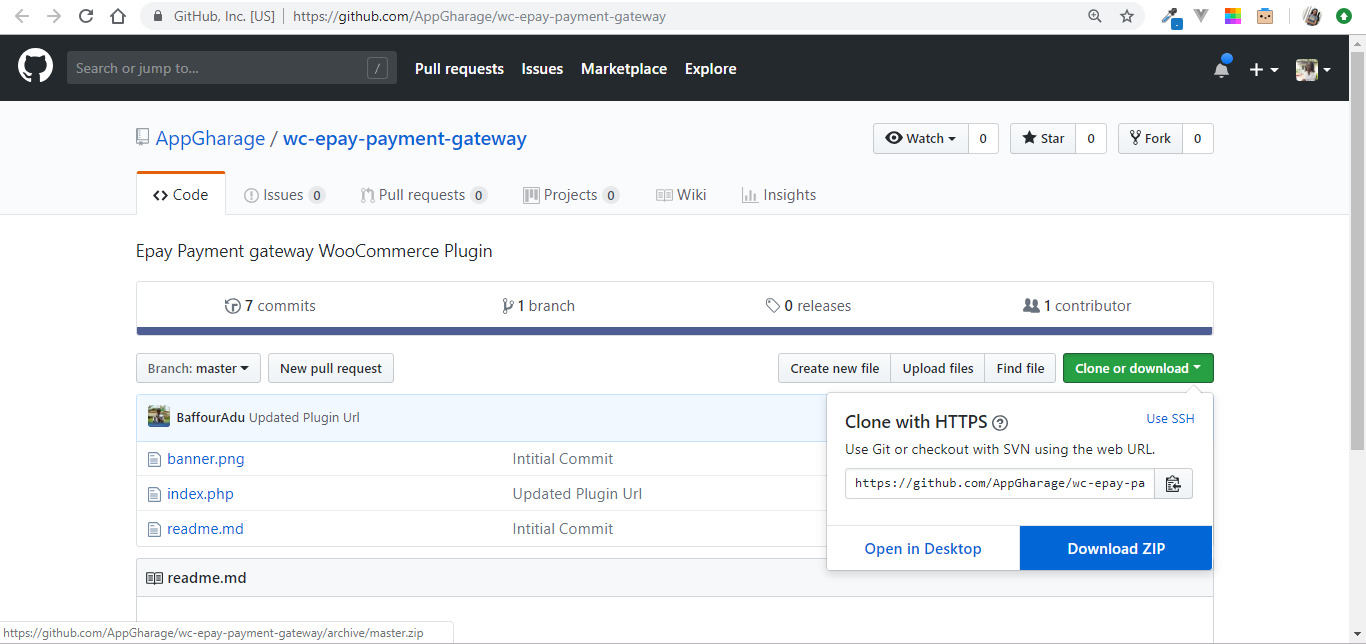 GitHub, Inc. [US] https://github.com/AppGharage/wc-epay-payment-gateway
Search or jump to... / Pull requests Issues Marketplace Explore
AppGharage / wc-epay-payment-gateway Watch 0 Star 0 Fork 0
Code Issues 0 Pull requests 0 Projects 0 Wiki Insights
Epay Payment gateway WooCommerce Plugin
7 commits 1 branch 0 releases 1 contributor
Branch: master New pull request Create new file Upload files Find file Clone or download
BaffourAdu Updated Plugin Url
Clone with HTTPS ? Use SSH
Use Git or checkout with SVN using the web URL.
https://github.com/AppGharage/wc-epay-pa
Open in Desktop Download ZIP
banner.png Intitial Commit
index.php Updated Plugin Url
readme.md Intitial Commit
readme.md
https://github.com/AppGharage/wc-epay-payment-gateway/archive/master.zip